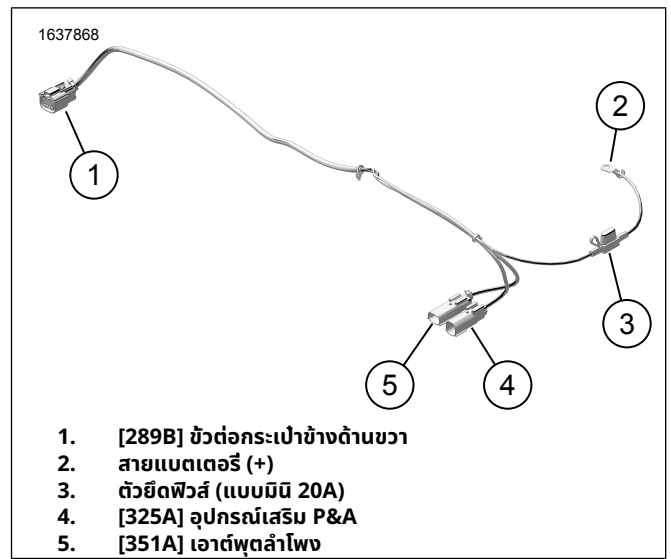 1637868
1
2
3
5
4
1. [289B] ขั้วต่อกระเป๋าข้างด้านขวา
2. สายแบตเตอรี่ (+)
3. ตัวยึดฟิวส์ (แบบมินิ 20A)
4. [325A] อุปกรณ์เสริม P&A
5. [351A] เอาต์พุตลำโพง